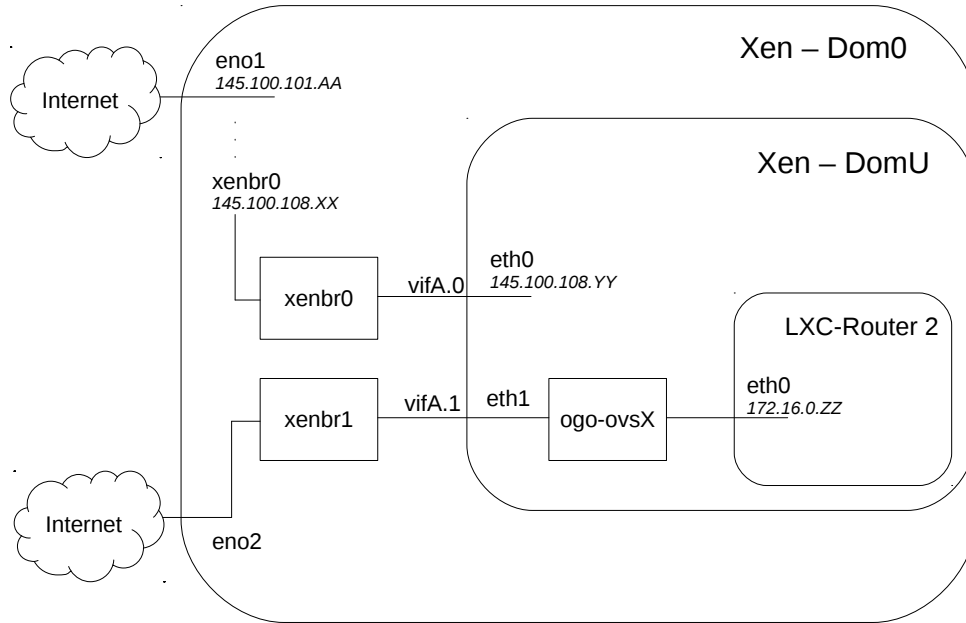 Xen – Dom0
eno1
145.100.101.AA
Internet
Xen – DomU
xenbr0
145.100.108.XX
eth0
145.100.108.YY
vifA.0
xenbr0
LXC-Router 2
eth0
172.16.0.ZZ
vifA.1
eth1
xenbr1
ogo-ovsX
Internet
eno2